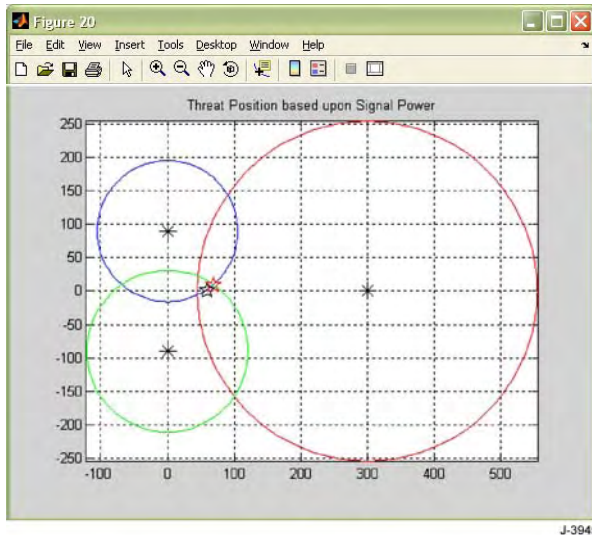 Figure 20
File Edit View Insert Tools Desktop Window Help
Threat Position based upon Signal Power
250
200
150
100
50
0
-50
-100
-150
-200
-250
-100 0 100 200 300 400 500
J-394